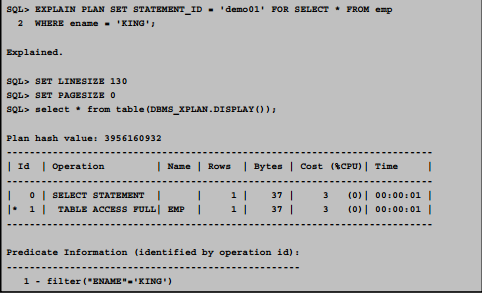 SQL> EXPLAIN PLAN SET STATEMENT_ID = 'demo01' FOR SELECT * FROM emp
  2  WHERE ename = 'KING';
Explained.
SQL> SET LINESIZE 130
SQL> SET PAGESIZE 0
SQL> select * from table(DBMS_XPLAN.DISPLAY());
Plan hash value: 3956160932
--------------------------------------------------------------------------
| Id  | Operation         | Name | Rows  | Bytes | Cost (%CPU)| Time     |
--------------------------------------------------------------------------
|   0 | SELECT STATEMENT  |      |     1 |    37 |     3   (0)| 00:00:01 |
|*  1 |  TABLE ACCESS FULL| EMP  |     1 |    37 |     3   (0)| 00:00:01 |
--------------------------------------------------------------------------
Predicate Information (identified by operation id):
---------------------------------------------------
   1 - filter("ENAME"='KING')